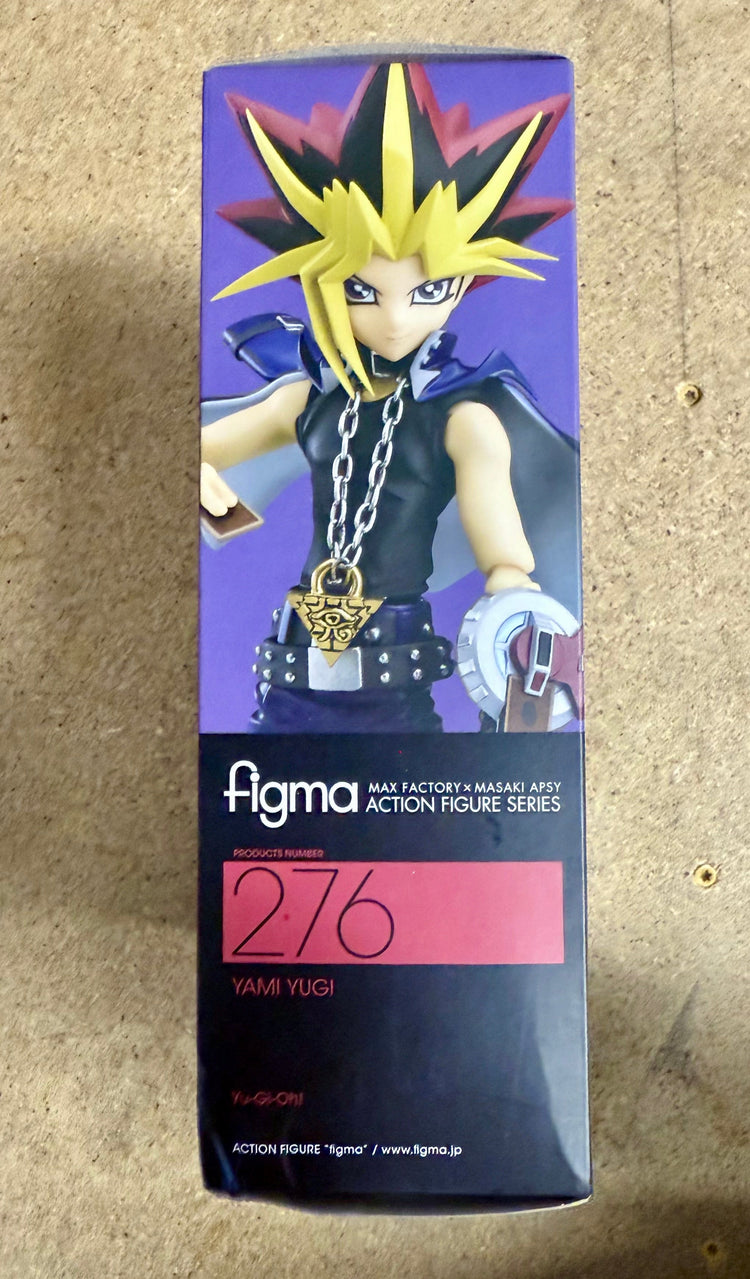 figma MAX FACTORY×MASAKI APSY
ACTION FIGURE SERIES
PRODUCTS NUMBER
276
YAMI YUGI
Yu-Gi-Oh!
ACTION FIGURE "figma" / www.figma.jp